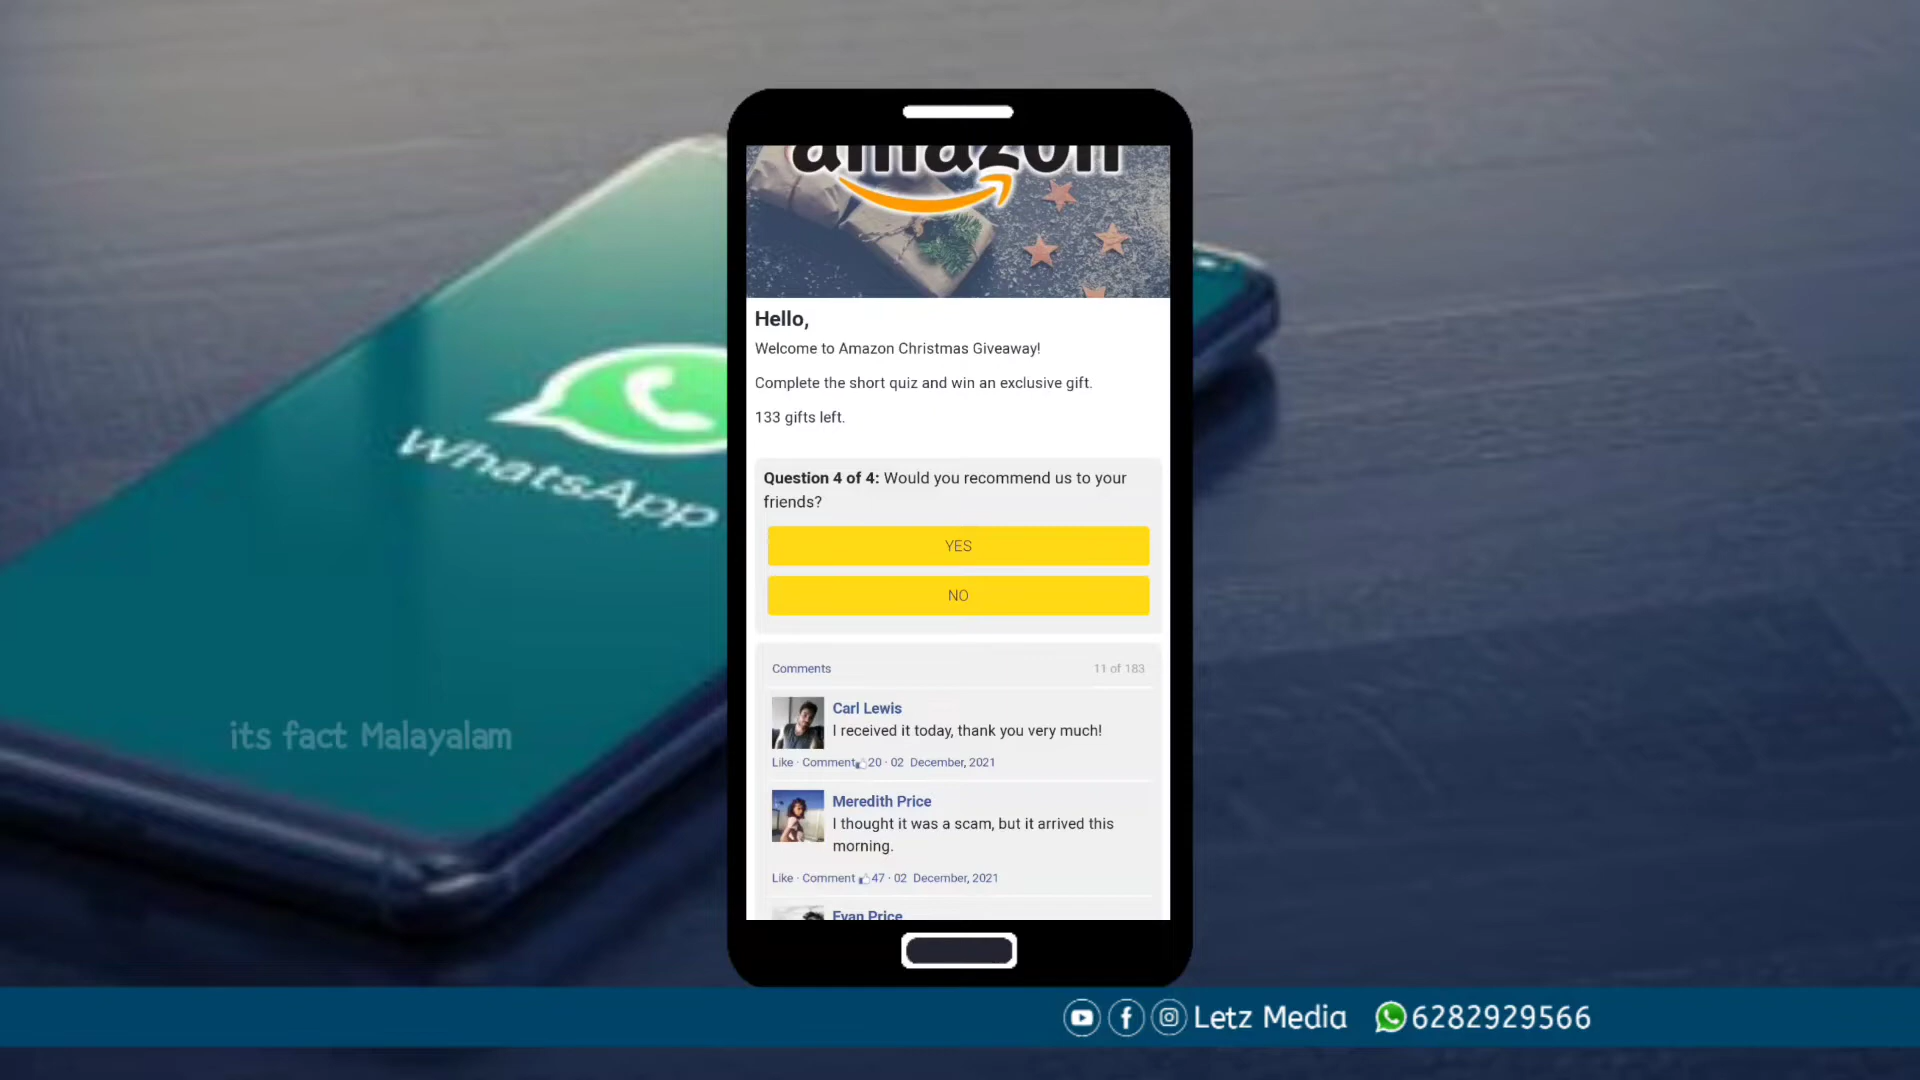 amazon
Hello,
Welcome to Amazon Christmas Giveaway!
Complete the short quiz and win an exclusive gift.
133 gifts left.
Question 4 of 4: Would you recommend us to your
friends?
YES
NO
Comments 11 of 183
Carl Lewis
I received it today, thank you very much!
Like · Comment 20 · 02 December, 2021
Meredith Price
I thought it was a scam, but it arrived this
morning.
Like · Comment 47 · 02 December, 2021
Evan Price
WhatsApp
its fact Malayalam
Letz Media 6282929566